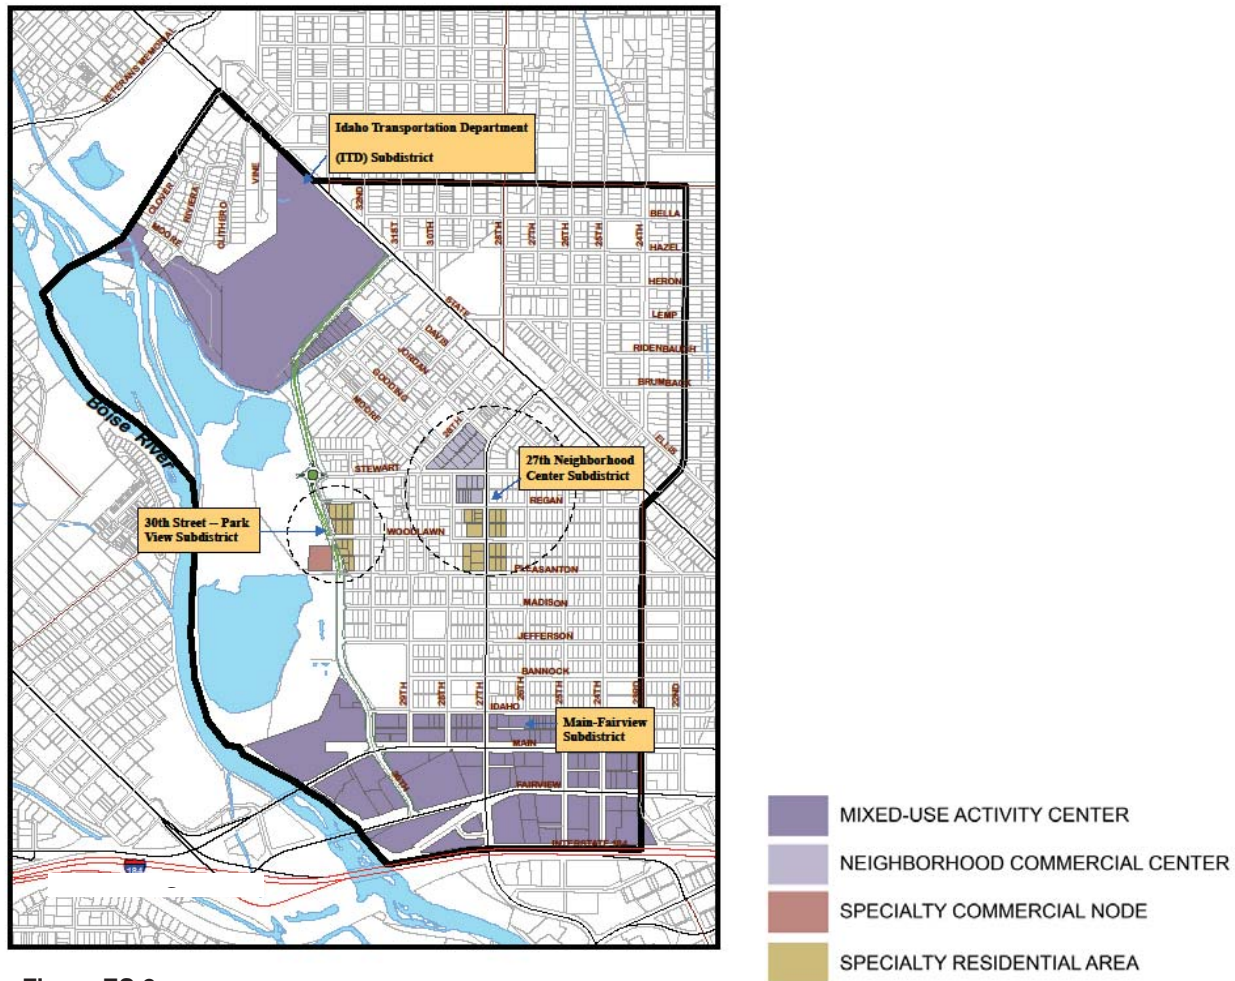 VETERANS MEMORIAL
Idaho Transportation Department
(ITD) Subdistrict
VINE
CLOVER
RIVIERA
CLITHERO
MOORE
32ND
31ST
30TH
28TH
27TH
26TH
25TH
24TH
BELLA
HAZEL
HERON
LEMP
RIDENBAUGH
BRUMBACK
STATE
DAVIS
JORDAN
GOODING
MOORE
28TH
ELLIS
Boise River
STEWART
27th Neighborhood
Center Subdistrict
REGAN
30th Street – Park
View Subdistrict
WOODLAWN
PLEASANTON
MADISON
JEFFERSON
BANNOCK
29TH
28TH
27TH
26TH
25TH
24TH
23RD
22ND
IDAHO
Main-Fairview
Subdistrict
MAIN
30TH
FAIRVIEW
INTERSTATE 184
184
MIXED-USE ACTIVITY CENTER
NEIGHBORHOOD COMMERCIAL CENTER
SPECIALTY COMMERCIAL NODE
SPECIALTY RESIDENTIAL AREA